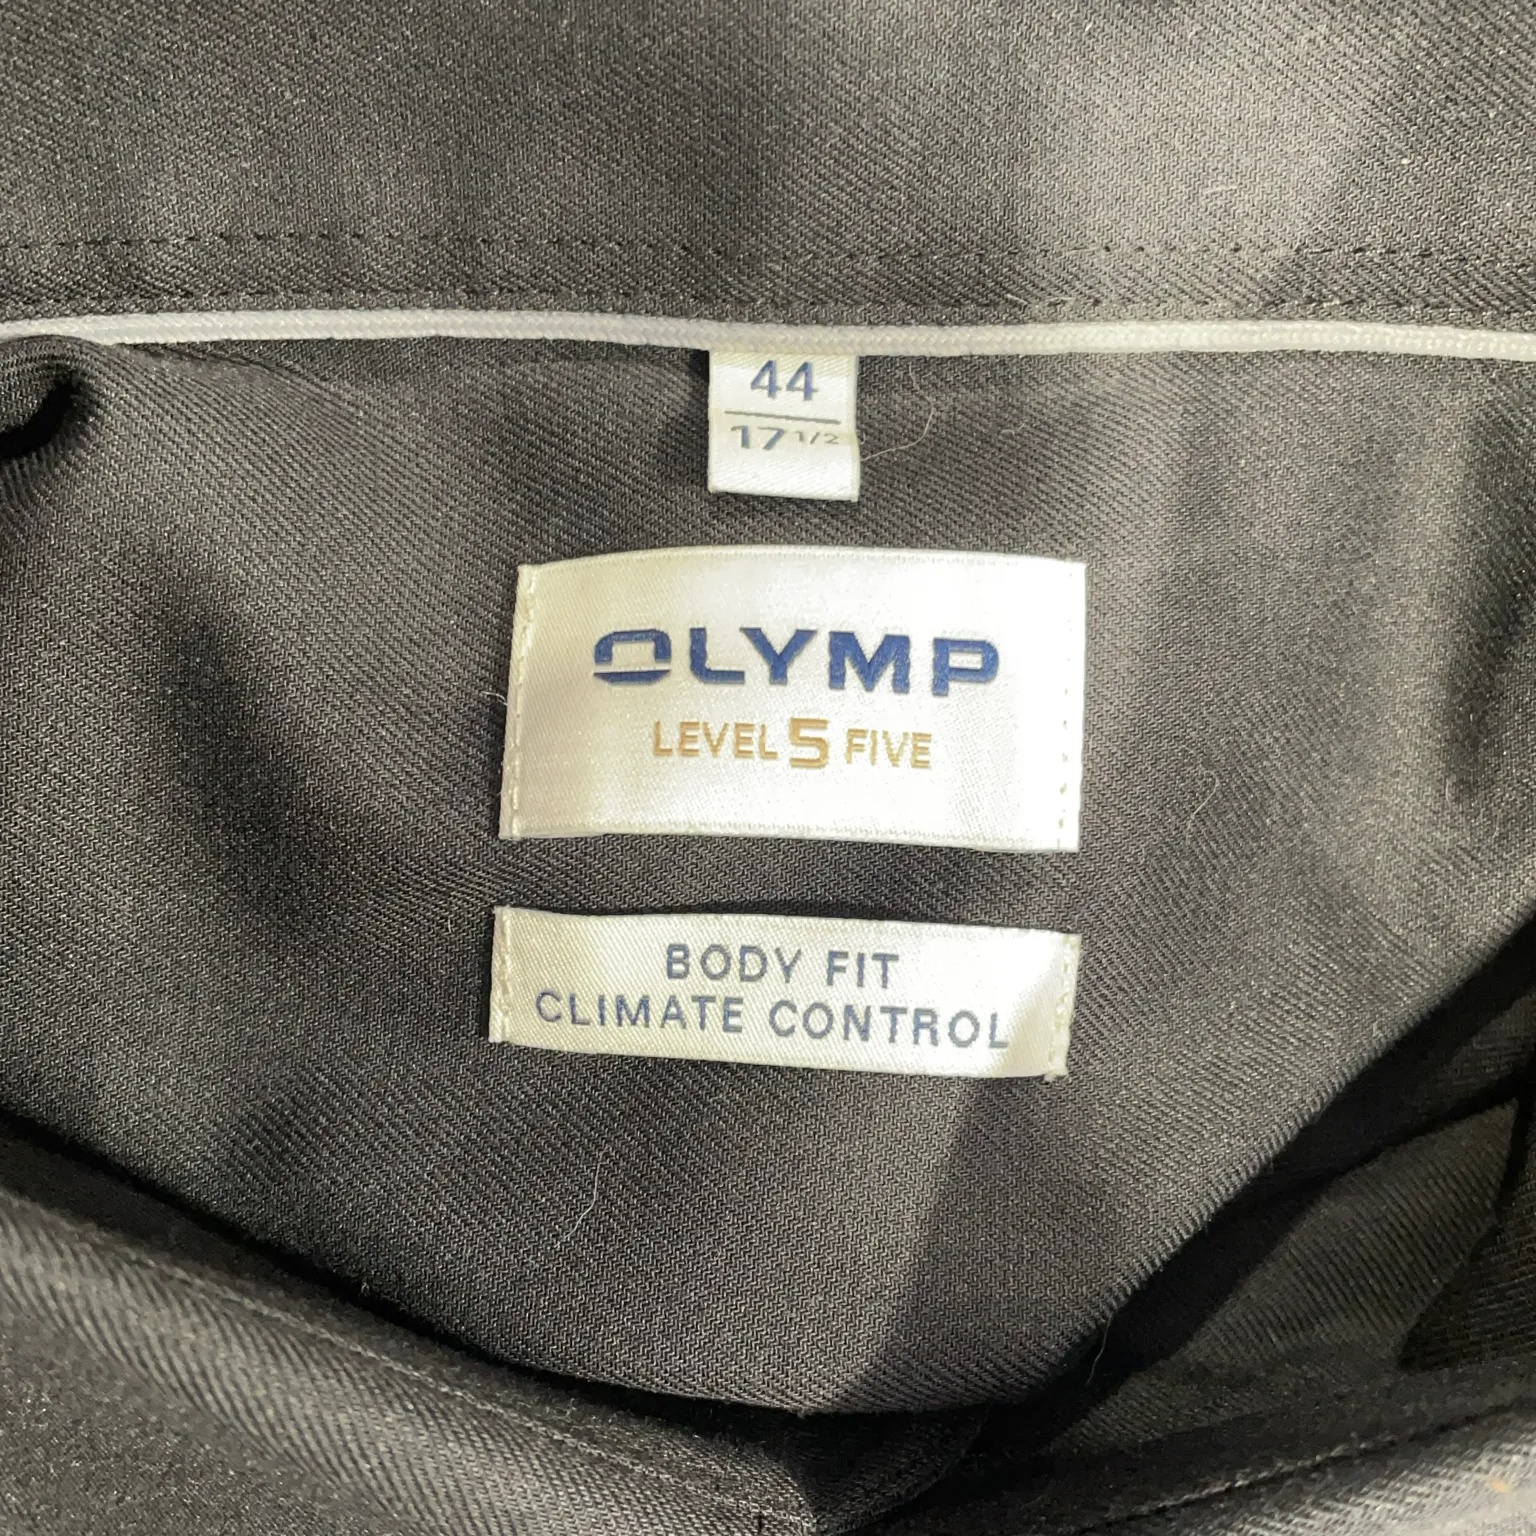 44
17 1/2
OLYMP
LEVEL 5 FIVE
BODY FIT
CLIMATE CONTROL